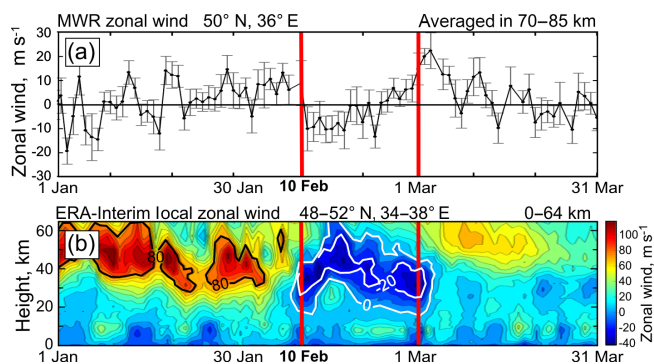 MWR zonal wind 50° N, 36° E Averaged in 70–85 km
(a)
Zonal wind, m s-1
30
20
10
0
-10
-20
-30
1 Jan 30 Jan 10 Feb 1 Mar 31 Mar
ERA-Interim local zonal wind 48–52° N, 34–38° E 0–64 km
(b)
Height, km
60
40
20
0
80
80
-20
0
100
80
60
40
20
0
-20
-40
Zonal wind, m s-1
1 Jan 30 Jan 10 Feb 1 Mar 31 Mar